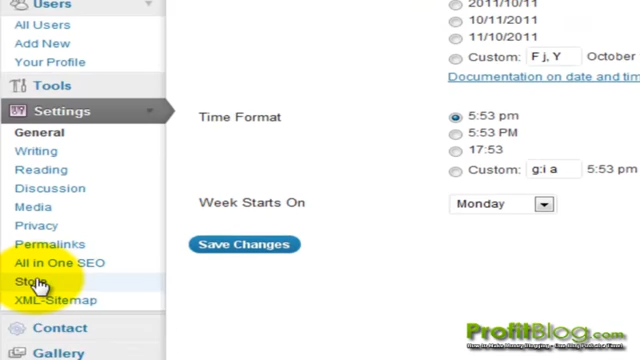 Users
All Users
Add New
Your Profile
Tools
Settings
General
Writing
Reading
Discussion
Media
Privacy
Permalinks
All in One SEO
Store
XML-Sitemap
Contact
Gallery
2011/10/11
10/11/2011
11/10/2011
Custom: F j, Y October
Documentation on date and tim
Time Format
5:53 pm
5:53 PM
17:53
Custom: g:i a 5:53 pm
Week Starts On
Monday
Save Changes
ProfitBlog.com